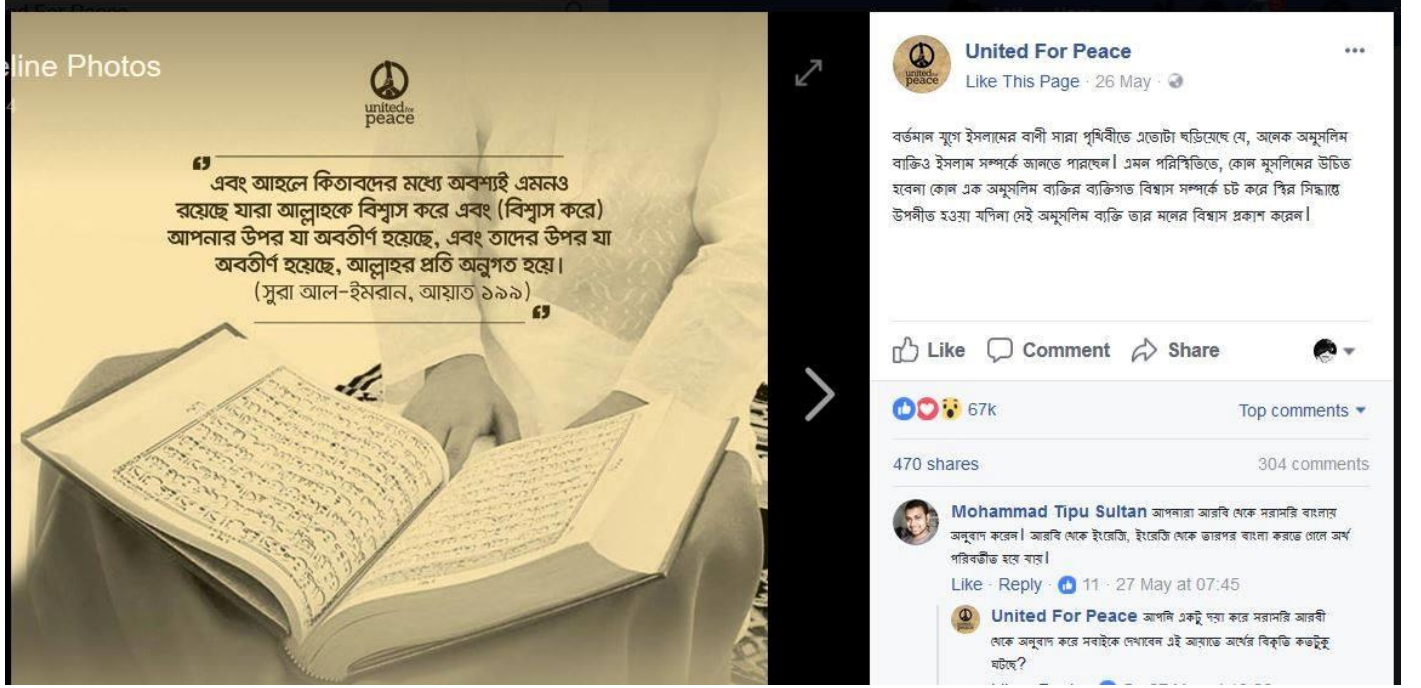 eline Photos
4
united for
peace
“
এবং আহলে কিতাবদের মধ্যে অবশ্যই এমনও
রয়েছে যারা আল্লাহকে বিশ্বাস করে এবং (বিশ্বাস করে)
আপনার উপর যা অবতীর্ণ হয়েছে, এবং তাদের উপর যা
অবতীর্ণ হয়েছে, আল্লাহর প্রতি অনুগত হয়ে।
(সুরা আল-ইমরান, আয়াত ১৯৯)
”
united for
peace
United For Peace
Like This Page · 26 May ·
বর্তমান যুগে ইসলামের বাণী সারা পৃথিবীতে এতোটা ছড়িয়েছে যে, অনেক অমুসলিম
ব্যক্তিও ইসলাম সম্পর্কে জানতে পারছেন। এমন পরিস্থিতিতে, কোন মুসলিমের উচিত
হবেনা কোন এক অমুসলিম ব্যক্তির ব্যক্তিগত বিশ্বাস সম্পর্কে চট করে স্থির সিদ্ধান্তে
উপনীত হওয়া যদিনা সেই অমুসলিম ব্যক্তি তার মনের বিশ্বাস প্রকাশ করেন।
Like Comment Share
67k Top comments
470 shares 304 comments
Mohammad Tipu Sultan আপনারা আরবি থেকে সরাসরি বাংলায়
অনুবাদ করেন। আরবি থেকে ইংরেজি, ইংরেজি থেকে তারপর বাংলা করতে গেলে অর্থ
পরিবর্তীত হয়ে যায়।
Like · Reply · 11 · 27 May at 07:45
United For Peace আপনি একটু দয়া করে সরাসরি আরবী
থেকে অনুবাদ করে সবাইকে দেখাবেন এই আয়াতে অর্থের বিকৃতি কতটুকু
ঘটছে?